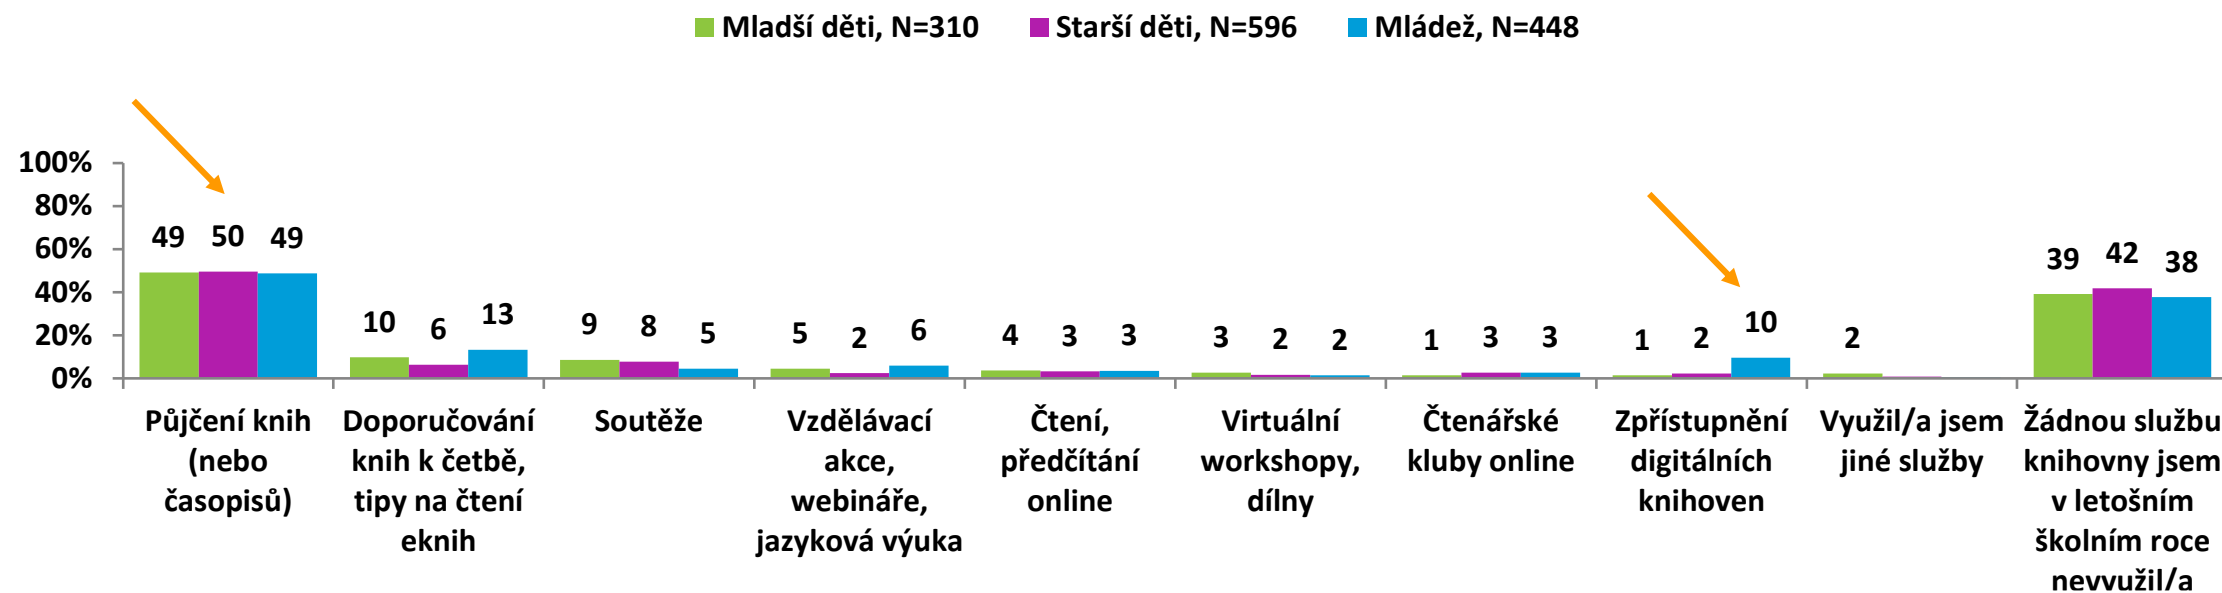 Mladší děti, N=310 Starší děti, N=596 Mládež, N=448
100%
80%
60%
40%
20%
0%
49 50 49
10 6 13
9 8 5
5 2 6
4 3 3
3 2 2
1 3 3
1 2 10
2
39 42 38
Půjčení knih
(nebo
časopisů)
Doporučování
knih k četbě,
tipy na čtení
eknih
Soutěže
Vzdělávací
akce,
webináře,
jazyková výuka
Čtení,
předčítání
online
Virtuální
workshopy,
dílny
Čtenářské
kluby online
Zpřístupnění
digitálních
knihoven
Využil/a jsem
jiné služby
Žádnou službu
knihovny jsem
v letošním
školním roce
nevyužil/a